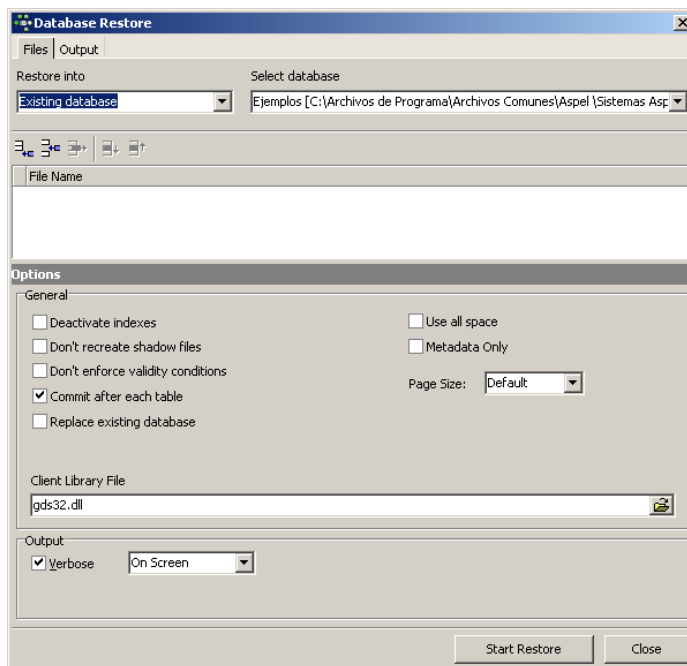 Database Restore
Files Output
Restore into Select database
Existing database Ejemplos [C:\Archivos de Programa\Archivos Comunes\Aspel \Sistemas Asp
File Name
Options
General
Deactivate indexes Use all space
Don't recreate shadow files Metadata Only
Don't enforce validity conditions
Page Size: Default
Commit after each table
Replace existing database
Client Library File
gds32.dll
Output
Verbose On Screen
Start Restore Close